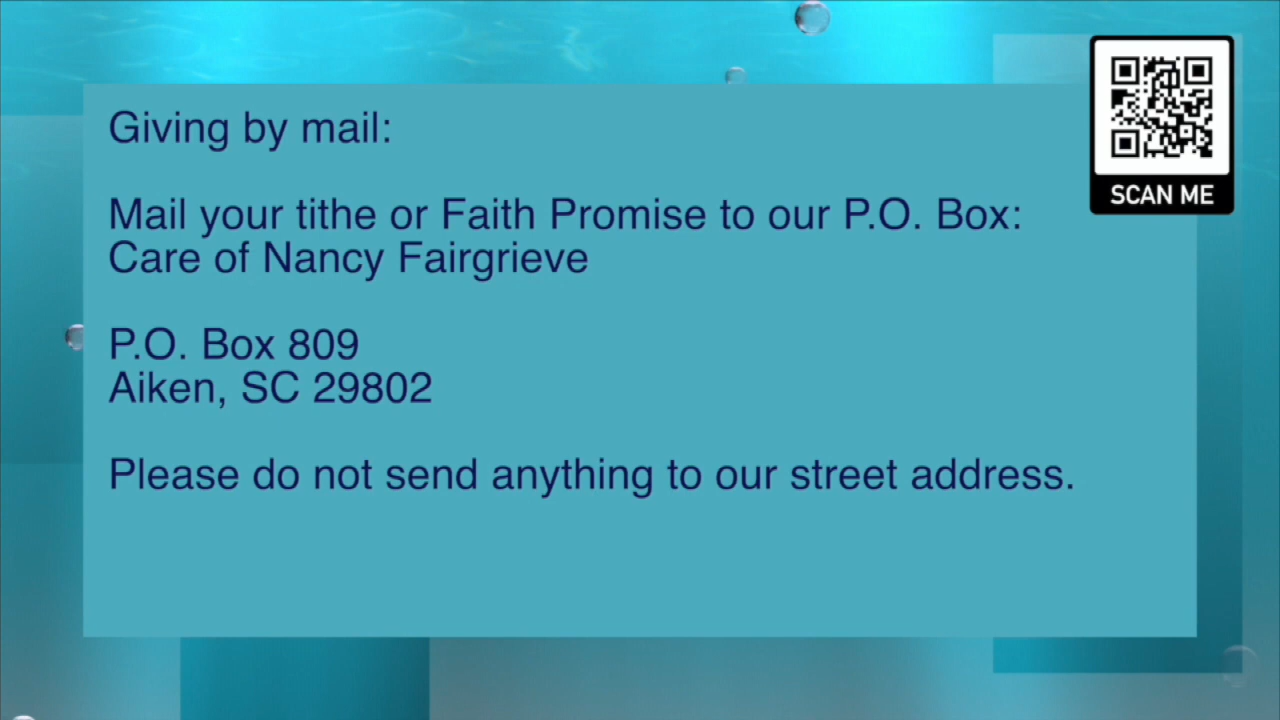 Giving by mail:
Mail your tithe or Faith Promise to our P.O. Box:
Care of Nancy Fairgrieve
P.O. Box 809
Aiken, SC 29802
Please do not send anything to our street address.
SCAN ME